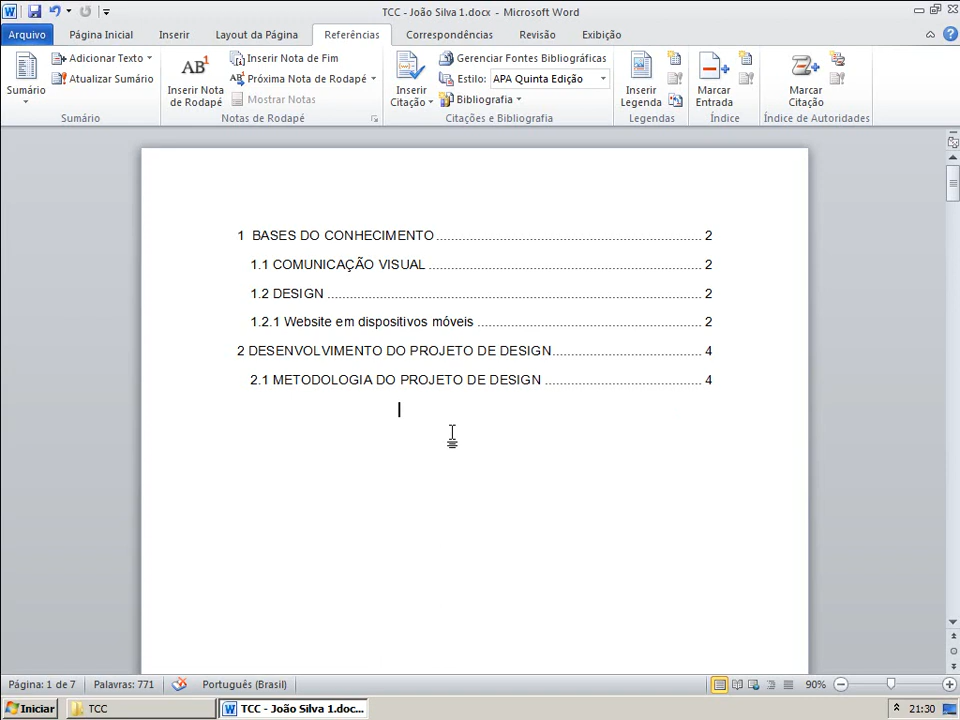 TCC - João Silva 1.docx - Microsoft Word
Arquivo Página Inicial Inserir Layout da Página Referências Correspondências Revisão Exibição
Sumário
Adicionar Texto
Atualizar Sumário
Sumário
AB¹
Inserir Nota de Rodapé
Inserir Nota de Fim
Próxima Nota de Rodapé
Mostrar Notas
Notas de Rodapé
Inserir Citação
Gerenciar Fontes Bibliográficas
Estilo: APA Quinta Edição
Bibliografia
Citações e Bibliografia
Inserir Legenda
Legendas
Marcar Entrada
Índice
Marcar Citação
Índice de Autoridades
1 BASES DO CONHECIMENTO ........ 2
1.1 COMUNICAÇÃO VISUAL ........ 2
1.2 DESIGN ........ 2
1.2.1 Website em dispositivos móveis ........ 2
2 DESENVOLVIMENTO DO PROJETO DE DESIGN ........ 4
2.1 METODOLOGIA DO PROJETO DE DESIGN ........ 4
Página: 1 de 7 Palavras: 771 Português (Brasil) 90%
Iniciar TCC TCC - João Silva 1.doc... 21:30